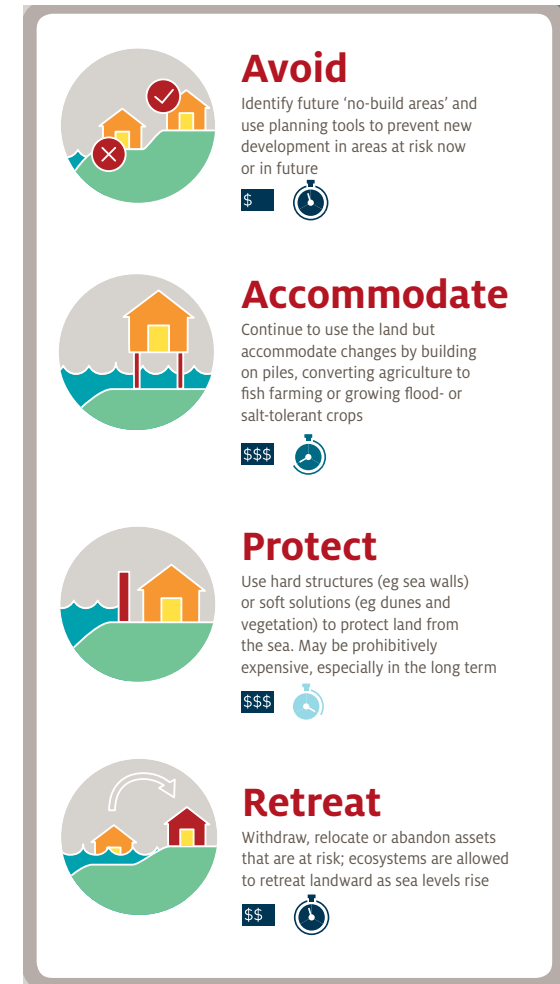 Avoid
Identify future ‘no-build areas’ and
use planning tools to prevent new
development in areas at risk now
or in future
$
Accommodate
Continue to use the land but
accommodate changes by building
on piles, converting agriculture to
fish farming or growing flood- or
salt-tolerant crops
$$$
Protect
Use hard structures (eg sea walls)
or soft solutions (eg dunes and
vegetation) to protect land from
the sea. May be prohibitively
expensive, especially in the long term
$$$
Retreat
Withdraw, relocate or abandon assets
that are at risk; ecosystems are allowed
to retreat landward as sea levels rise
$$